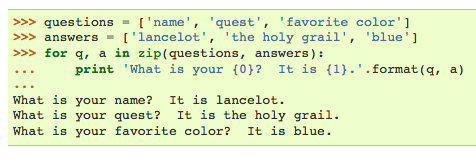 >>> questions = ['name', 'quest', 'favorite color']
>>> answers = ['lancelot', 'the holy grail', 'blue']
>>> for q, a in zip(questions, answers):
...     print 'What is your {0}?  It is {1}.'.format(q, a)
...
What is your name?  It is lancelot.
What is your quest?  It is the holy grail.
What is your favorite color?  It is blue.